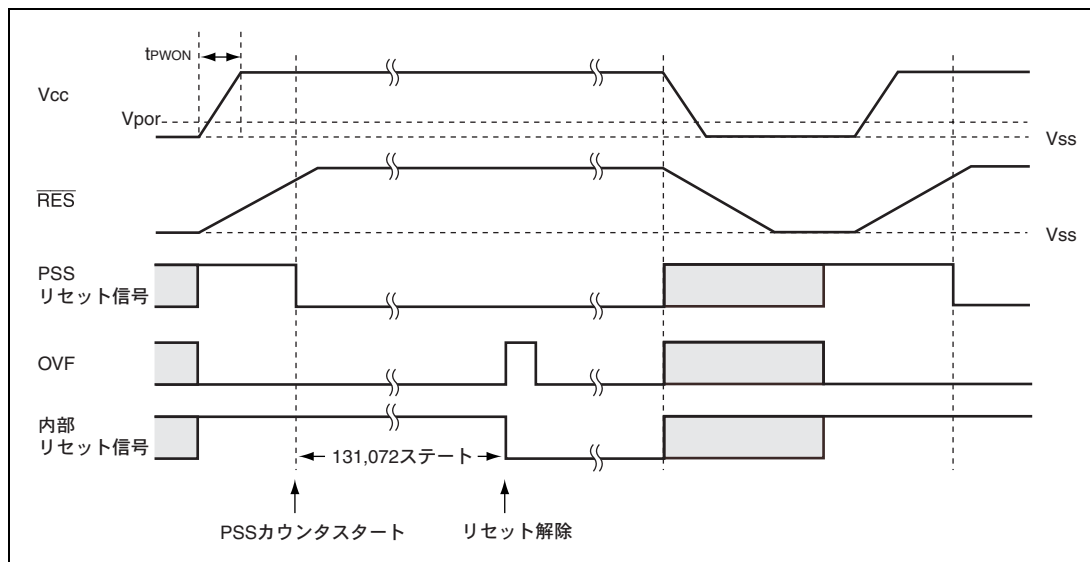 tPWON
Vcc
Vpor
Vss
RES
Vss
PSS
リセット信号
OVF
内部
リセット信号
131,072ステート
PSSカウンタスタート
リセット解除